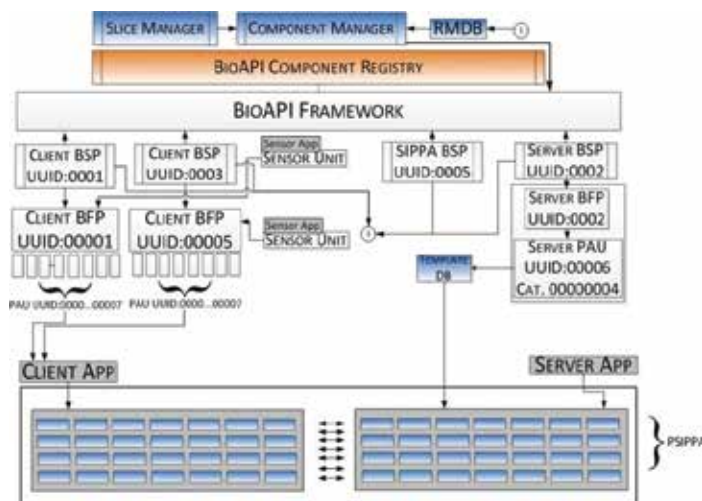 SLICE MANAGER
COMPONENT MANAGER
RMDB
BIOAPI COMPONENT REGISTRY
BIOAPI FRAMEWORK
CLIENT BSP
UUID:0001
CLIENT BSP
UUID:0003
Sensor App
SENSOR UNIT
SIPPA BSP
UUID:0005
SERVER BSP
UUID:0002
CLIENT BFP
UUID:00001
CLIENT BFP
UUID:00005
Sensor App
SENSOR UNIT
SERVER BFP
UUID:0002
SERVER PAU
UUID:00006
CAT. 00000004
TEMPLATE
DB
PAU UUID:0000...00007
PAU UUID:0000...00007
CLIENT APP
SERVER APP
PSIPPA